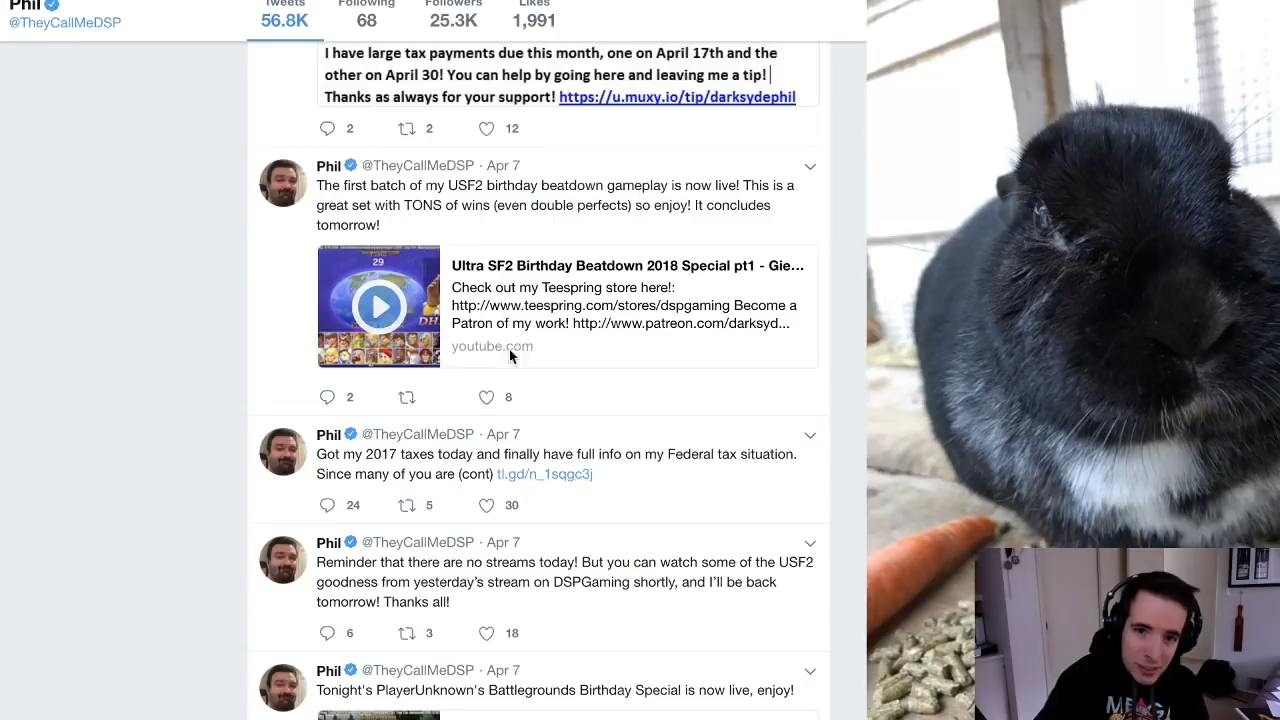 Phil
@TheyCallMeDSP
Tweets Following Followers Likes
56.8K 68 25.3K 1,991
I have large tax payments due this month, one on April 17th and the
other on April 30! You can help by going here and leaving me a tip!
Thanks as always for your support! https://u.muxy.io/tip/darksydephil
2 2 12
Phil @TheyCallMeDSP · Apr 7
The first batch of my USF2 birthday beatdown gameplay is now live! This is a
great set with TONS of wins (even double perfects) so enjoy! It concludes
tomorrow!
29
Ultra SF2 Birthday Beatdown 2018 Special pt1 - Gie...
Check out my Teespring store here!:
http://www.teespring.com/stores/dspgaming Become a
Patron of my work! http://www.patreon.com/darksyd...
youtube.com
2 8
Phil @TheyCallMeDSP · Apr 7
Got my 2017 taxes today and finally have full info on my Federal tax situation.
Since many of you are (cont) tl.gd/n_1sqgc3j
24 5 30
Phil @TheyCallMeDSP · Apr 7
Reminder that there are no streams today! But you can watch some of the USF2
goodness from yesterday's stream on DSPGaming shortly, and I'll be back
tomorrow! Thanks all!
6 3 18
Phil @TheyCallMeDSP · Apr 7
Tonight's PlayerUnknown's Battlegrounds Birthday Special is now live, enjoy!